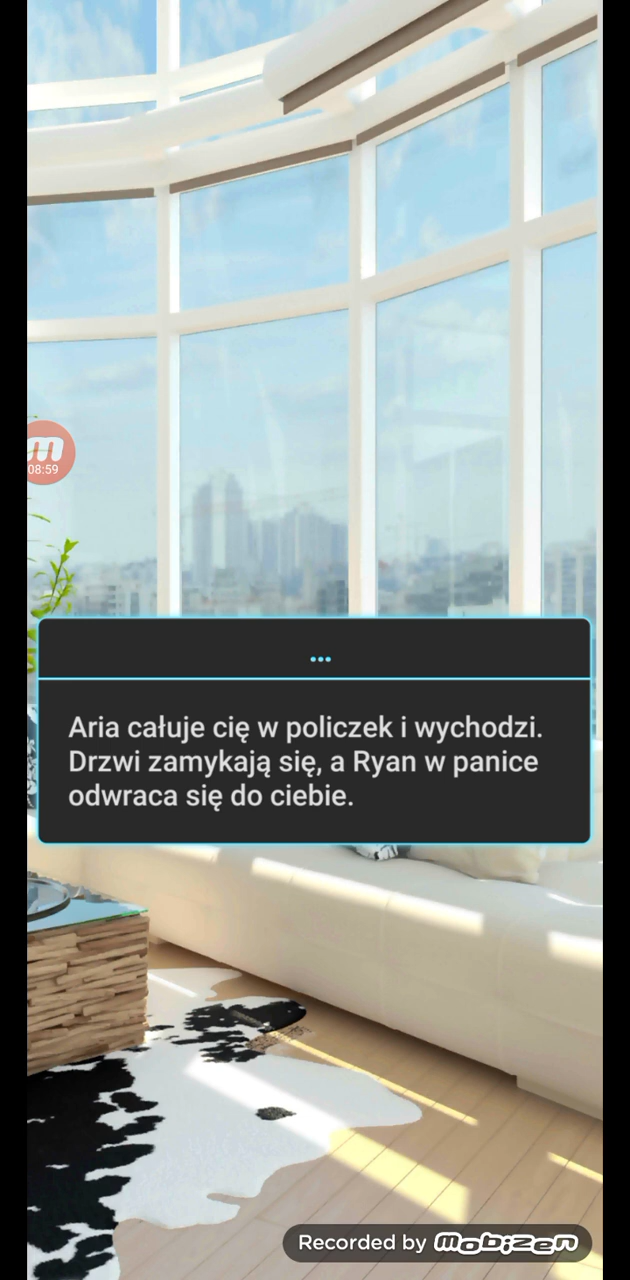 m
08:59
...
Aria całuje cię w policzek i wychodzi.
Drzwi zamykają się, a Ryan w panice
odwraca się do ciebie.
Recorded by mobizen